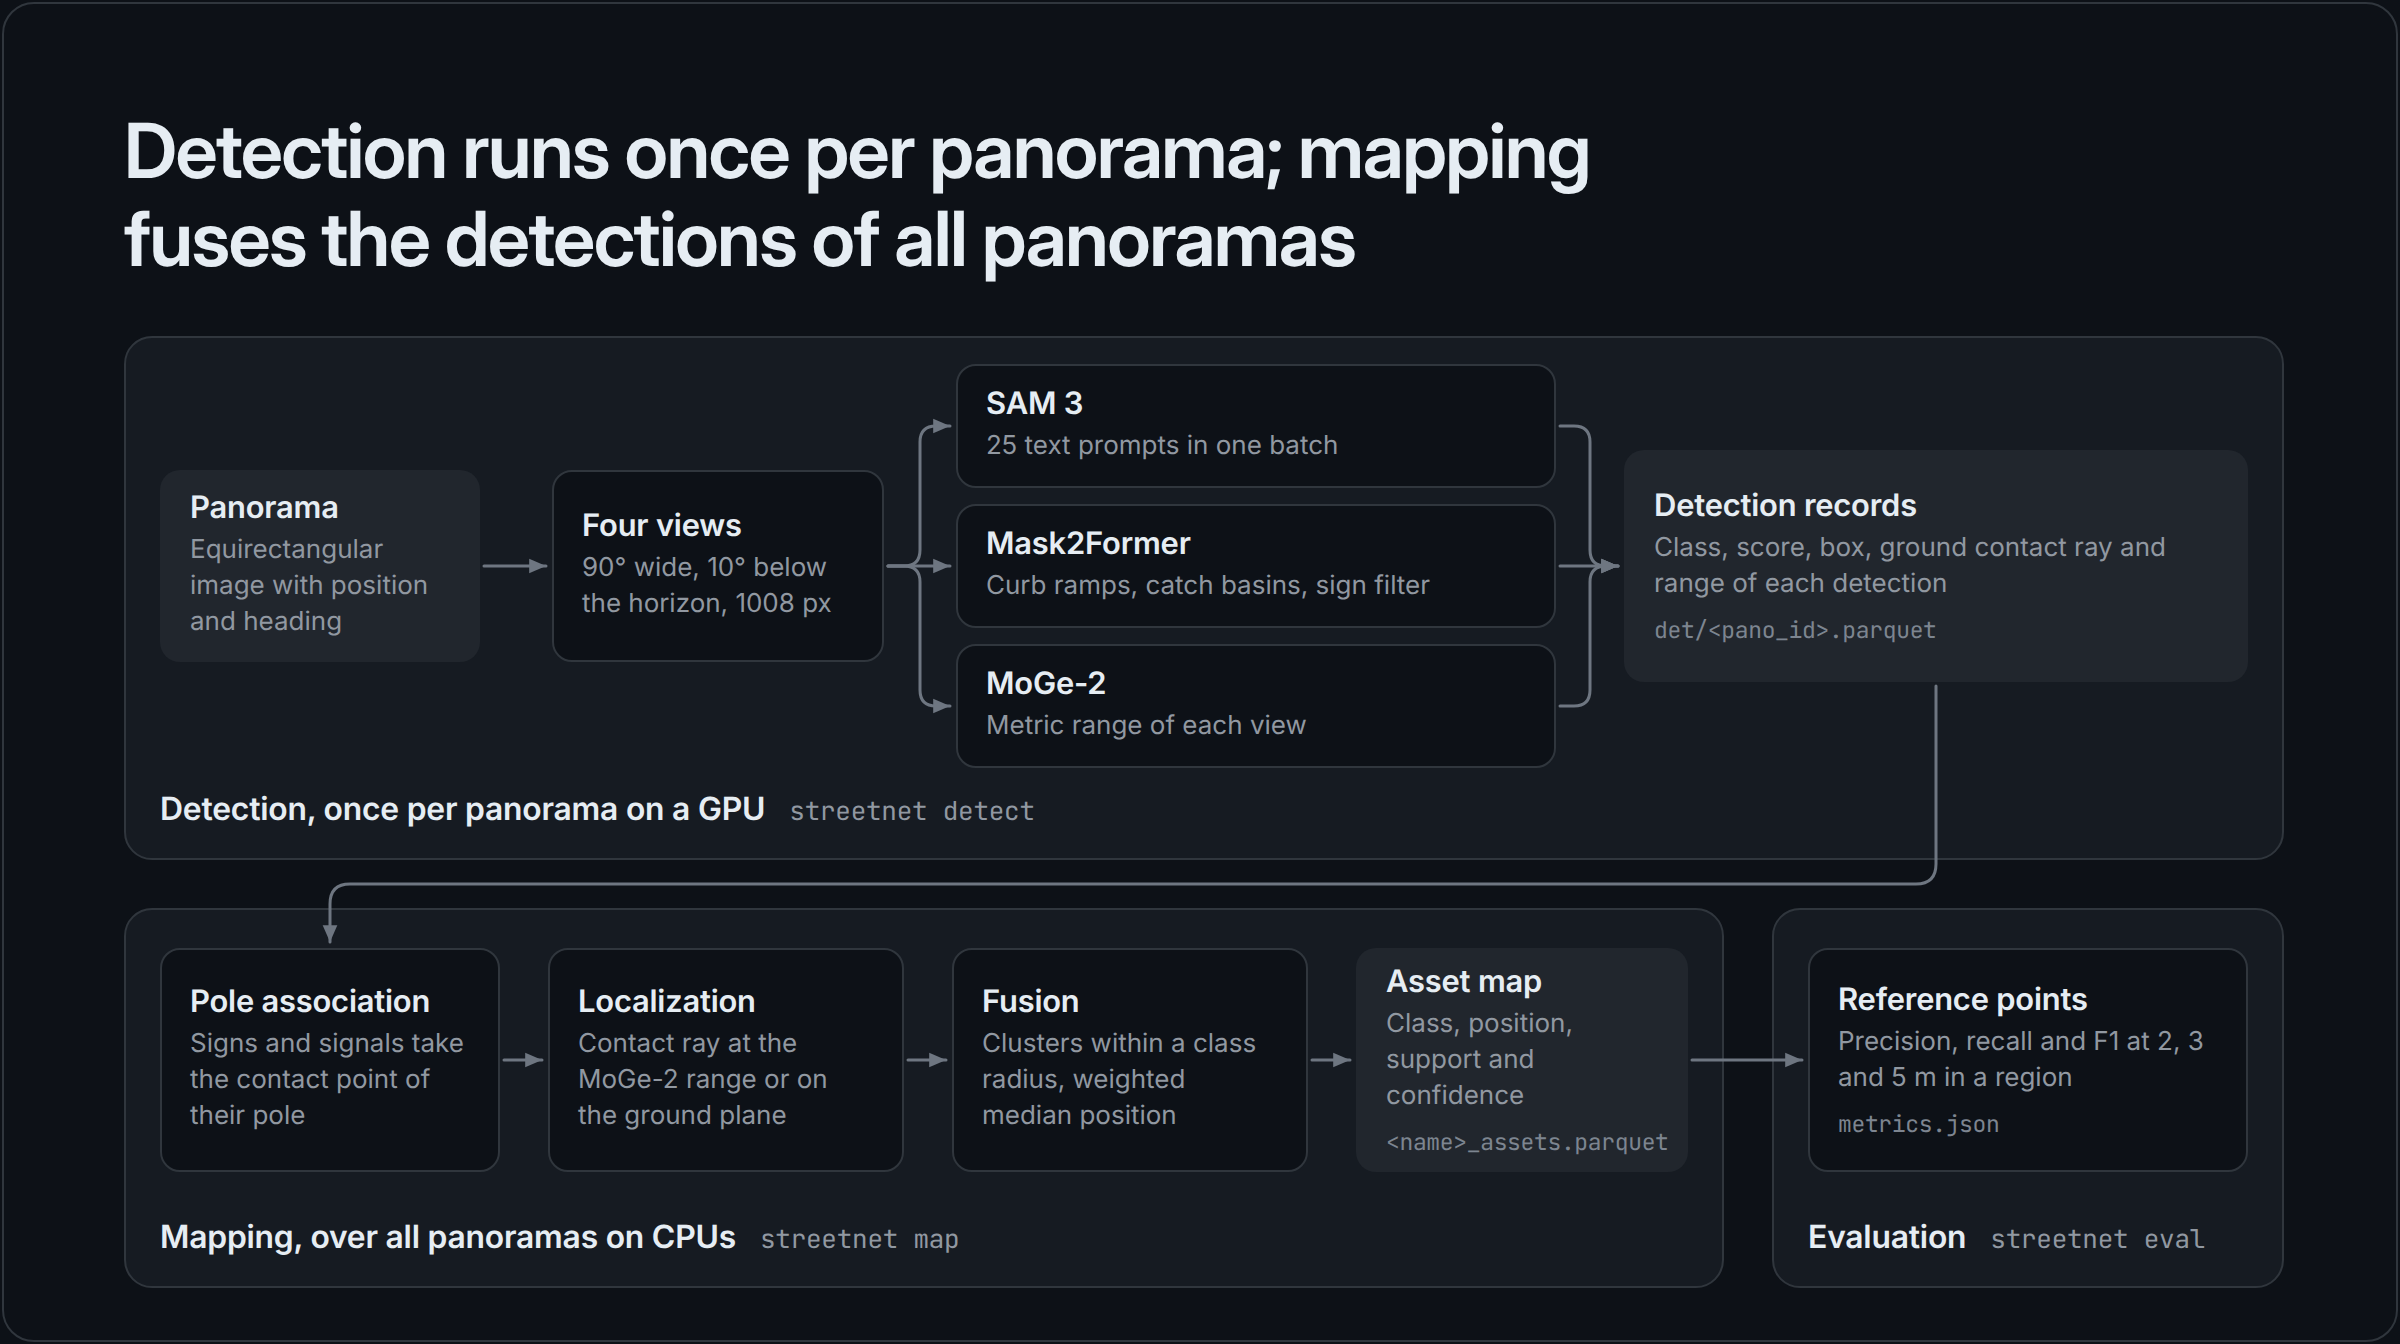 Detection runs once per panorama; mapping
fuses the detections of all panoramas
Panorama
Equirectangular
image with position
and heading
Four views
90° wide, 10° below
the horizon, 1008 px
SAM 3
25 text prompts in one batch
Mask2Former
Curb ramps, catch basins, sign filter
MoGe-2
Metric range of each view
Detection records
Class, score, box, ground contact ray and
range of each detection
det/<pano_id>.parquet
Detection, once per panorama on a GPU streetnet detect
Pole association
Signs and signals take
the contact point of
their pole
Localization
Contact ray at the
MoGe-2 range or on
the ground plane
Fusion
Clusters within a class
radius, weighted
median position
Asset map
Class, position,
support and
confidence
<name>_assets.parquet
Mapping, over all panoramas on CPUs streetnet map
Reference points
Precision, recall and F1 at 2, 3
and 5 m in a region
metrics.json
Evaluation streetnet eval